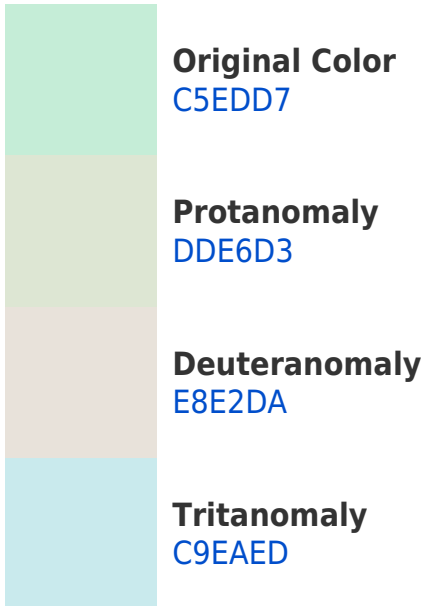 Original Color
C5EDD7
Protanomaly
DDE6D3
Deuteranomaly
E8E2DA
Tritanomaly
C9EAED